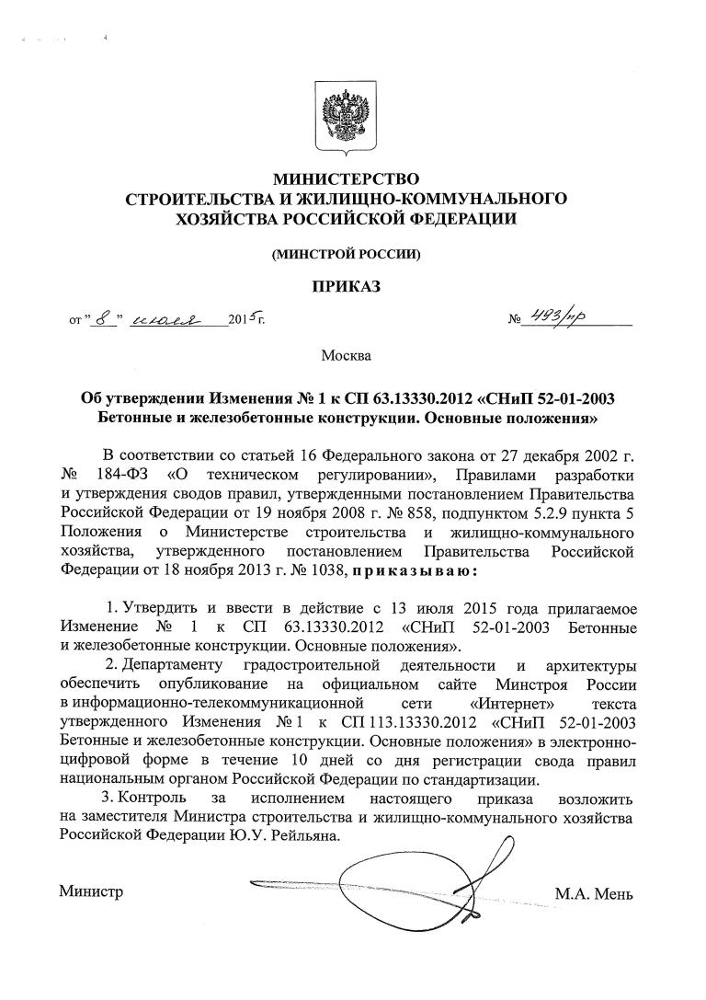 МИНИСТЕРСТВО
СТРОИТЕЛЬСТВА И ЖИЛИЩНО-КОММУНАЛЬНОГО
ХОЗЯЙСТВА РОССИЙСКОЙ ФЕДЕРАЦИИ
(МИНСТРОЙ РОССИИ)
ПРИКАЗ
от " 8 " июля 2015 г. № 493/пр
Москва
Об утверждении Изменения № 1 к СП 63.13330.2012 «СНиП 52-01-2003
Бетонные и железобетонные конструкции. Основные положения»
В соответствии со статьей 16 Федерального закона от 27 декабря 2002 г.
№ 184-ФЗ «О техническом регулировании», Правилами разработки
и утверждения сводов правил, утвержденными постановлением Правительства
Российской Федерации от 19 ноября 2008 г. № 858, подпунктом 5.2.9 пункта 5
Положения о Министерстве строительства и жилищно-коммунального
хозяйства, утвержденного постановлением Правительства Российской
Федерации от 18 ноября 2013 г. № 1038, приказываю:
1. Утвердить и ввести в действие с 13 июля 2015 года прилагаемое
Изменение № 1 к СП 63.13330.2012 «СНиП 52-01-2003 Бетонные
и железобетонные конструкции. Основные положения».
2. Департаменту градостроительной деятельности и архитектуры
обеспечить опубликование на официальном сайте Минстроя России
в информационно-телекоммуникационной сети «Интернет» текста
утвержденного Изменения № 1 к СП 113.13330.2012 «СНиП 52-01-2003
Бетонные и железобетонные конструкции. Основные положения» в электронно-
цифровой форме в течение 10 дней со дня регистрации свода правил
национальным органом Российской Федерации по стандартизации.
3. Контроль за исполнением настоящего приказа возложить
на заместителя Министра строительства и жилищно-коммунального хозяйства
Российской Федерации Ю.У. Рейльяна.
Министр М.А. Мень